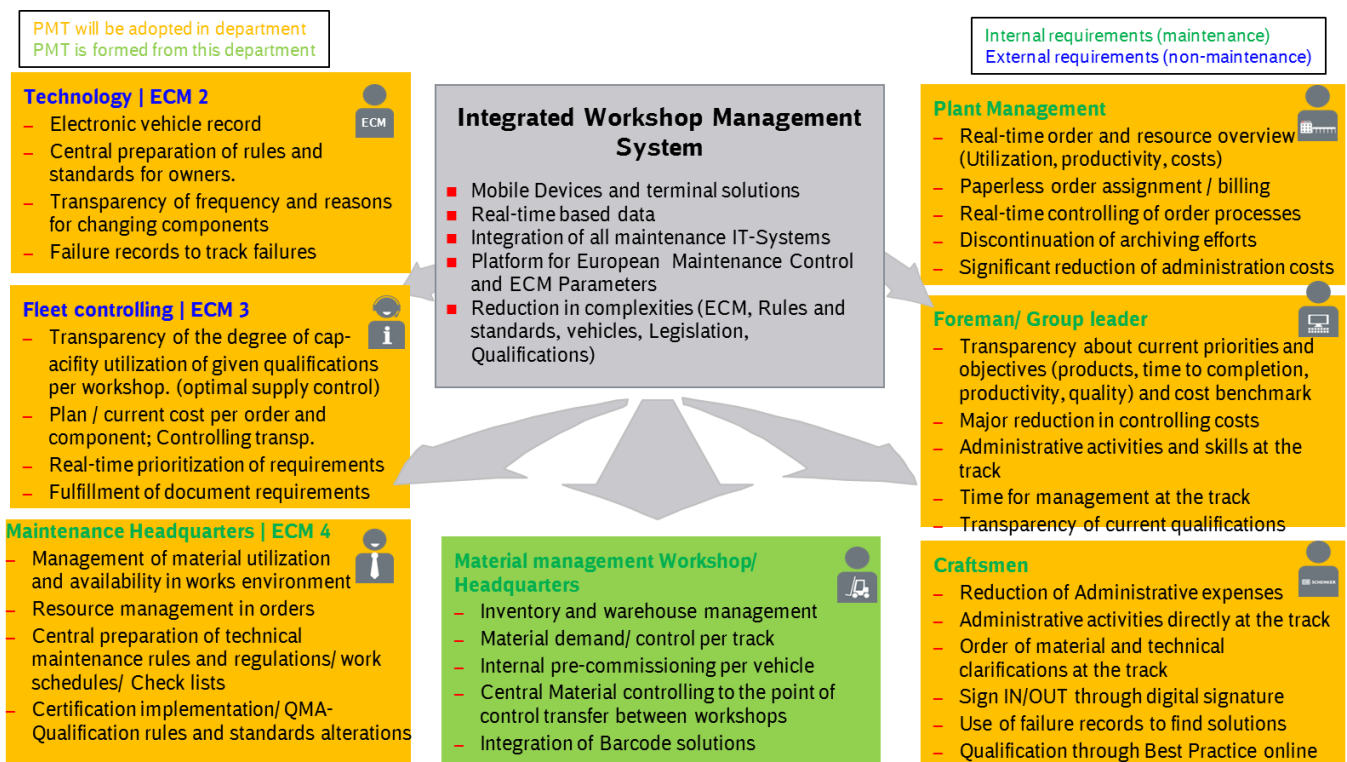 PMT will be adopted in department
PMT is formed from this department
Internal requirements (maintenance)
External requirements (non-maintenance)
Technology | ECM 2
ECM
– Electronic vehicle record
– Central preparation of rules and
standards for owners.
– Transparency of frequency and reasons
for changing components
– Failure records to track failures
Fleet controlling | ECM 3
i
– Transparency of the degree of cap-
acifity utilization of given qualifications
per workshop. (optimal supply control)
– Plan / current cost per order and
component; Controlling transp.
– Real-time prioritization of requirements
– Fulfillment of document requirements
Maintenance Headquarters | ECM 4
– Management of material utilization
and availability in works environment
– Resource management in orders
– Central preparation of technical
maintenance rules and regulations/ work
schedules/ Check lists
– Certification implementation/ QMA-
Qualification rules and standards alterations
Integrated Workshop Management
System
Mobile Devices and terminal solutions
Real-time based data
Integration of all maintenance IT-Systems
Platform for European Maintenance Control
and ECM Parameters
Reduction in complexities (ECM, Rules and
standards, vehicles, Legislation,
Qualifications)
Material management Workshop/
Headquarters
– Inventory and warehouse management
– Material demand/ control per track
– Internal pre-commissioning per vehicle
– Central Material controlling to the point of
control transfer between workshops
– Integration of Barcode solutions
Plant Management
– Real-time order and resource overview
(Utilization, productivity, costs)
– Paperless order assignment / billing
– Real-time controlling of order processes
– Discontinuation of archiving efforts
– Significant reduction of administration costs
Foreman/ Group leader
– Transparency about current priorities and
objectives (products, time to completion,
productivity, quality) and cost benchmark
– Major reduction in controlling costs
– Administrative activities and skills at the
track
– Time for management at the track
– Transparency of current qualifications
Craftsmen
SCHENKER
– Reduction of Administrative expenses
– Administrative activities directly at the track
– Order of material and technical
clarifications at the track
– Sign IN/OUT through digital signature
– Use of failure records to find solutions
– Qualification through Best Practice online